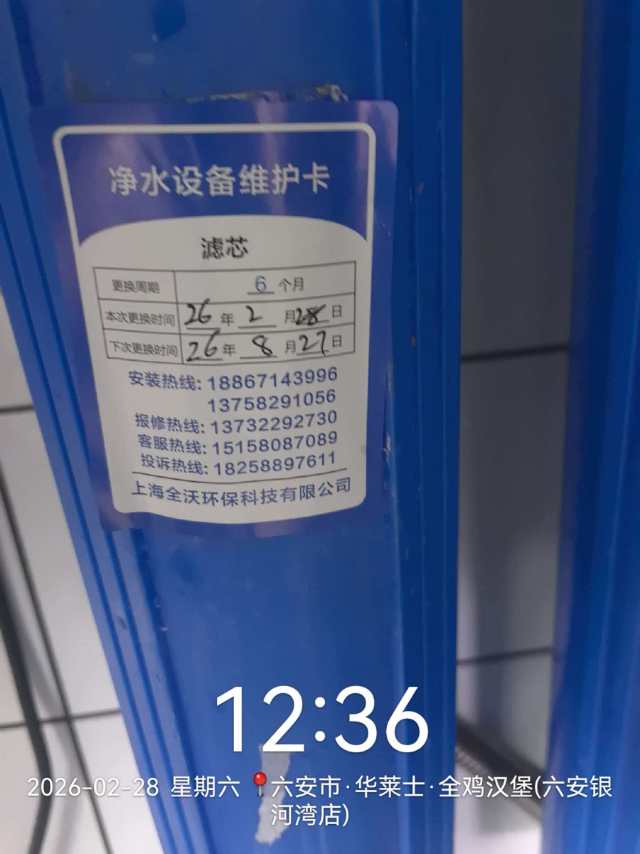 净水设备维护卡
滤芯
更换周期 6 个月
本次更换时间 26 年 2 月 28 日
下次更换时间 26 年 8 月 27 日
安装热线: 18867143996
13758291056
报修热线: 13732292730
客服热线: 15158087089
投诉热线: 18258897611
上海全沃环保科技有限公司
12:36
2026-02-28 星期六 📍六安市·华莱士·全鸡汉堡(六安银
河湾店)